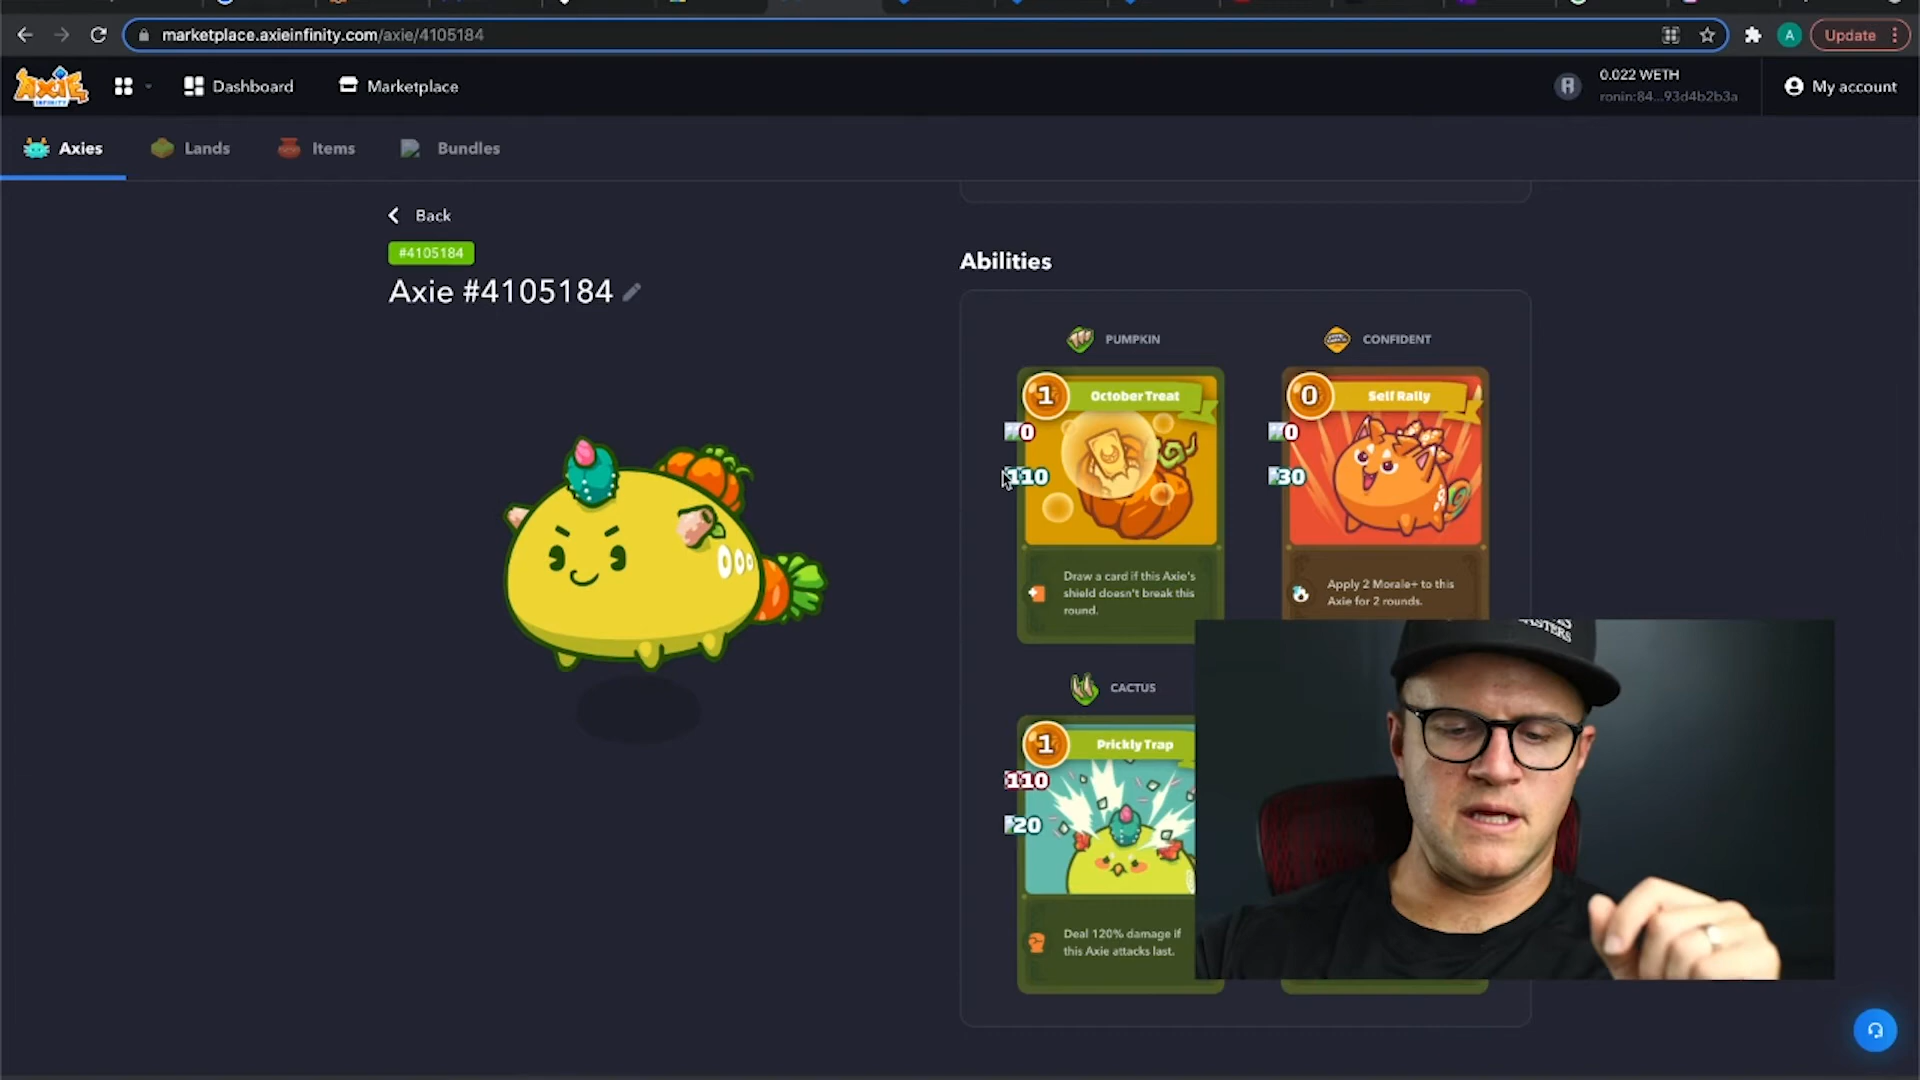 marketplace.axieinfinity.com/axie/4105184
A
Update
AXIE
INFINITY
Dashboard
Marketplace
0.022 WETH
ronin:84...93d4b2b3a
My account
Axies
Lands
Items
Bundles
Back
#4105184
Axie #4105184
Abilities
PUMPKIN
CONFIDENT
1
October Treat
0
110
Draw a card if this Axie's
shield doesn't break this
round.
0
Self Rally
0
30
Apply 2 Morale+ to this
Axie for 2 rounds.
CACTUS
1
Prickly Trap
110
20
Deal 120% damage if
this Axie attacks last.